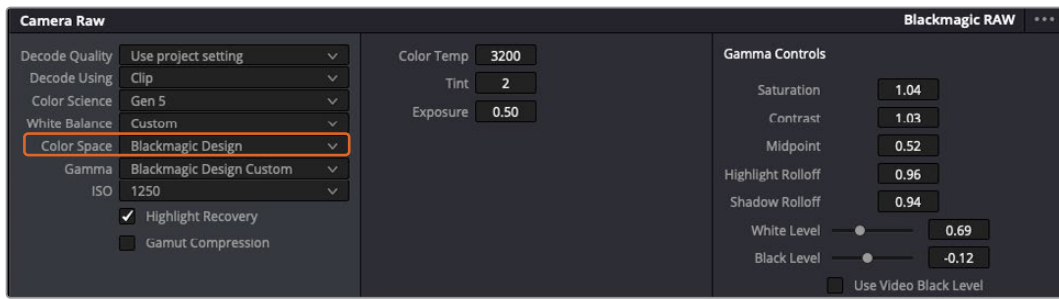 Camera Raw
Blackmagic RAW
Decode Quality Use project setting
Decode Using Clip
Color Science Gen 5
White Balance Custom
Color Space Blackmagic Design
Gamma Blackmagic Design Custom
ISO 1250
Highlight Recovery
Gamut Compression
Color Temp 3200
Tint 2
Exposure 0.50
Gamma Controls
Saturation 1.04
Contrast 1.03
Midpoint 0.52
Highlight Rolloff 0.96
Shadow Rolloff 0.94
White Level 0.69
Black Level -0.12
Use Video Black Level